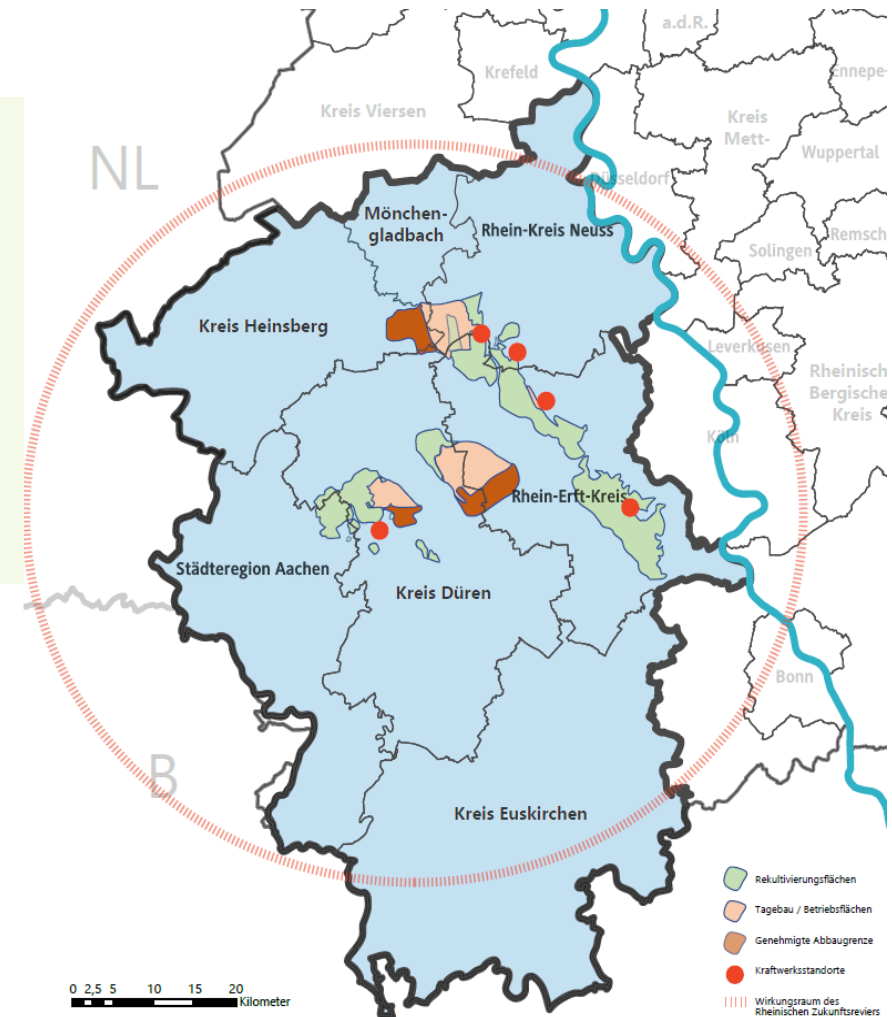 a.d.R.
Krefeld
Ennepe-
Kreis Viersen
Kreis
Mett-
Wuppertal
NL
Düsseldorf
Mönchen-
gladbach
Rhein-Kreis Neuss
Remsch
Solingen
Kreis Heinsberg
Leverkusen
Rheinisch
Bergische
Kreis
Köln
Rhein-Erft-Kreis
Städteregion Aachen
Kreis Düren
Bonn
B
Kreis Euskirchen
Rekultivierungsflächen
Tagebau / Betriebsflächen
Genehmigte Abbaugrenze
Kraftwerksstandorte
0 2,5 5 10 15 20
Kilometer
Wirkungsraum des
Rheinischen Zukunftsreviers